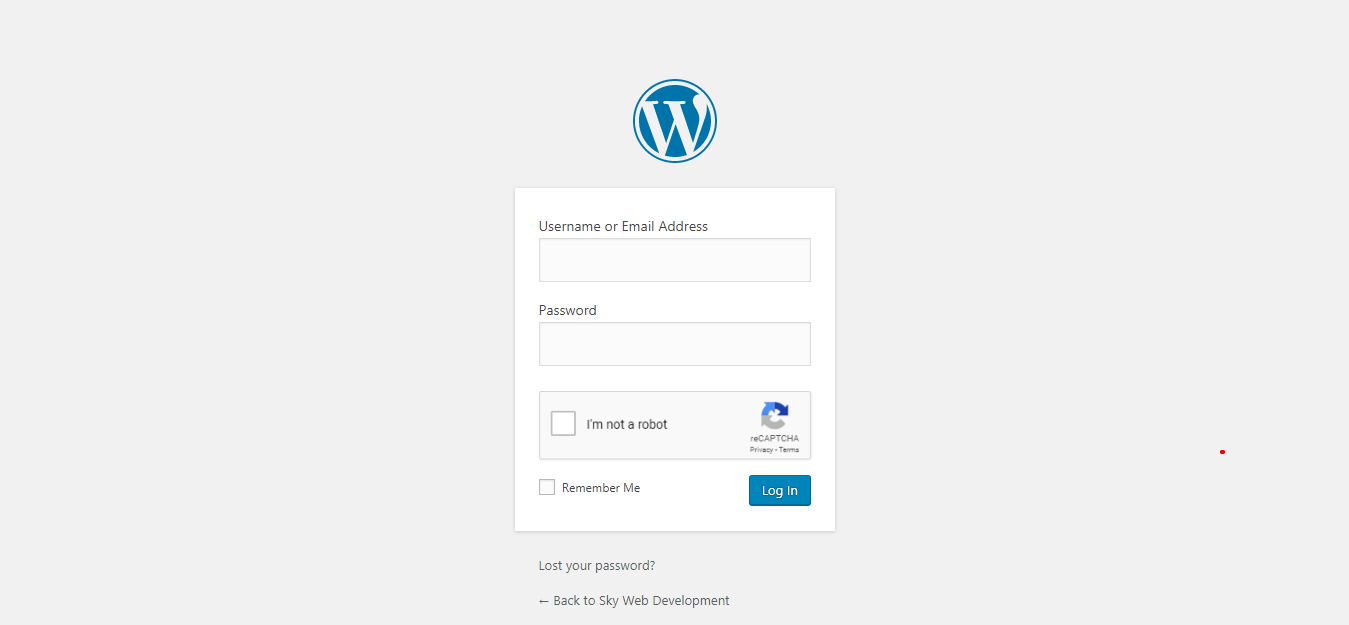 Username or Email Address
Password
I'm not a robot
reCAPTCHA
Privacy - Terms
Remember Me
Log In
Lost your password?
← Back to Sky Web Development